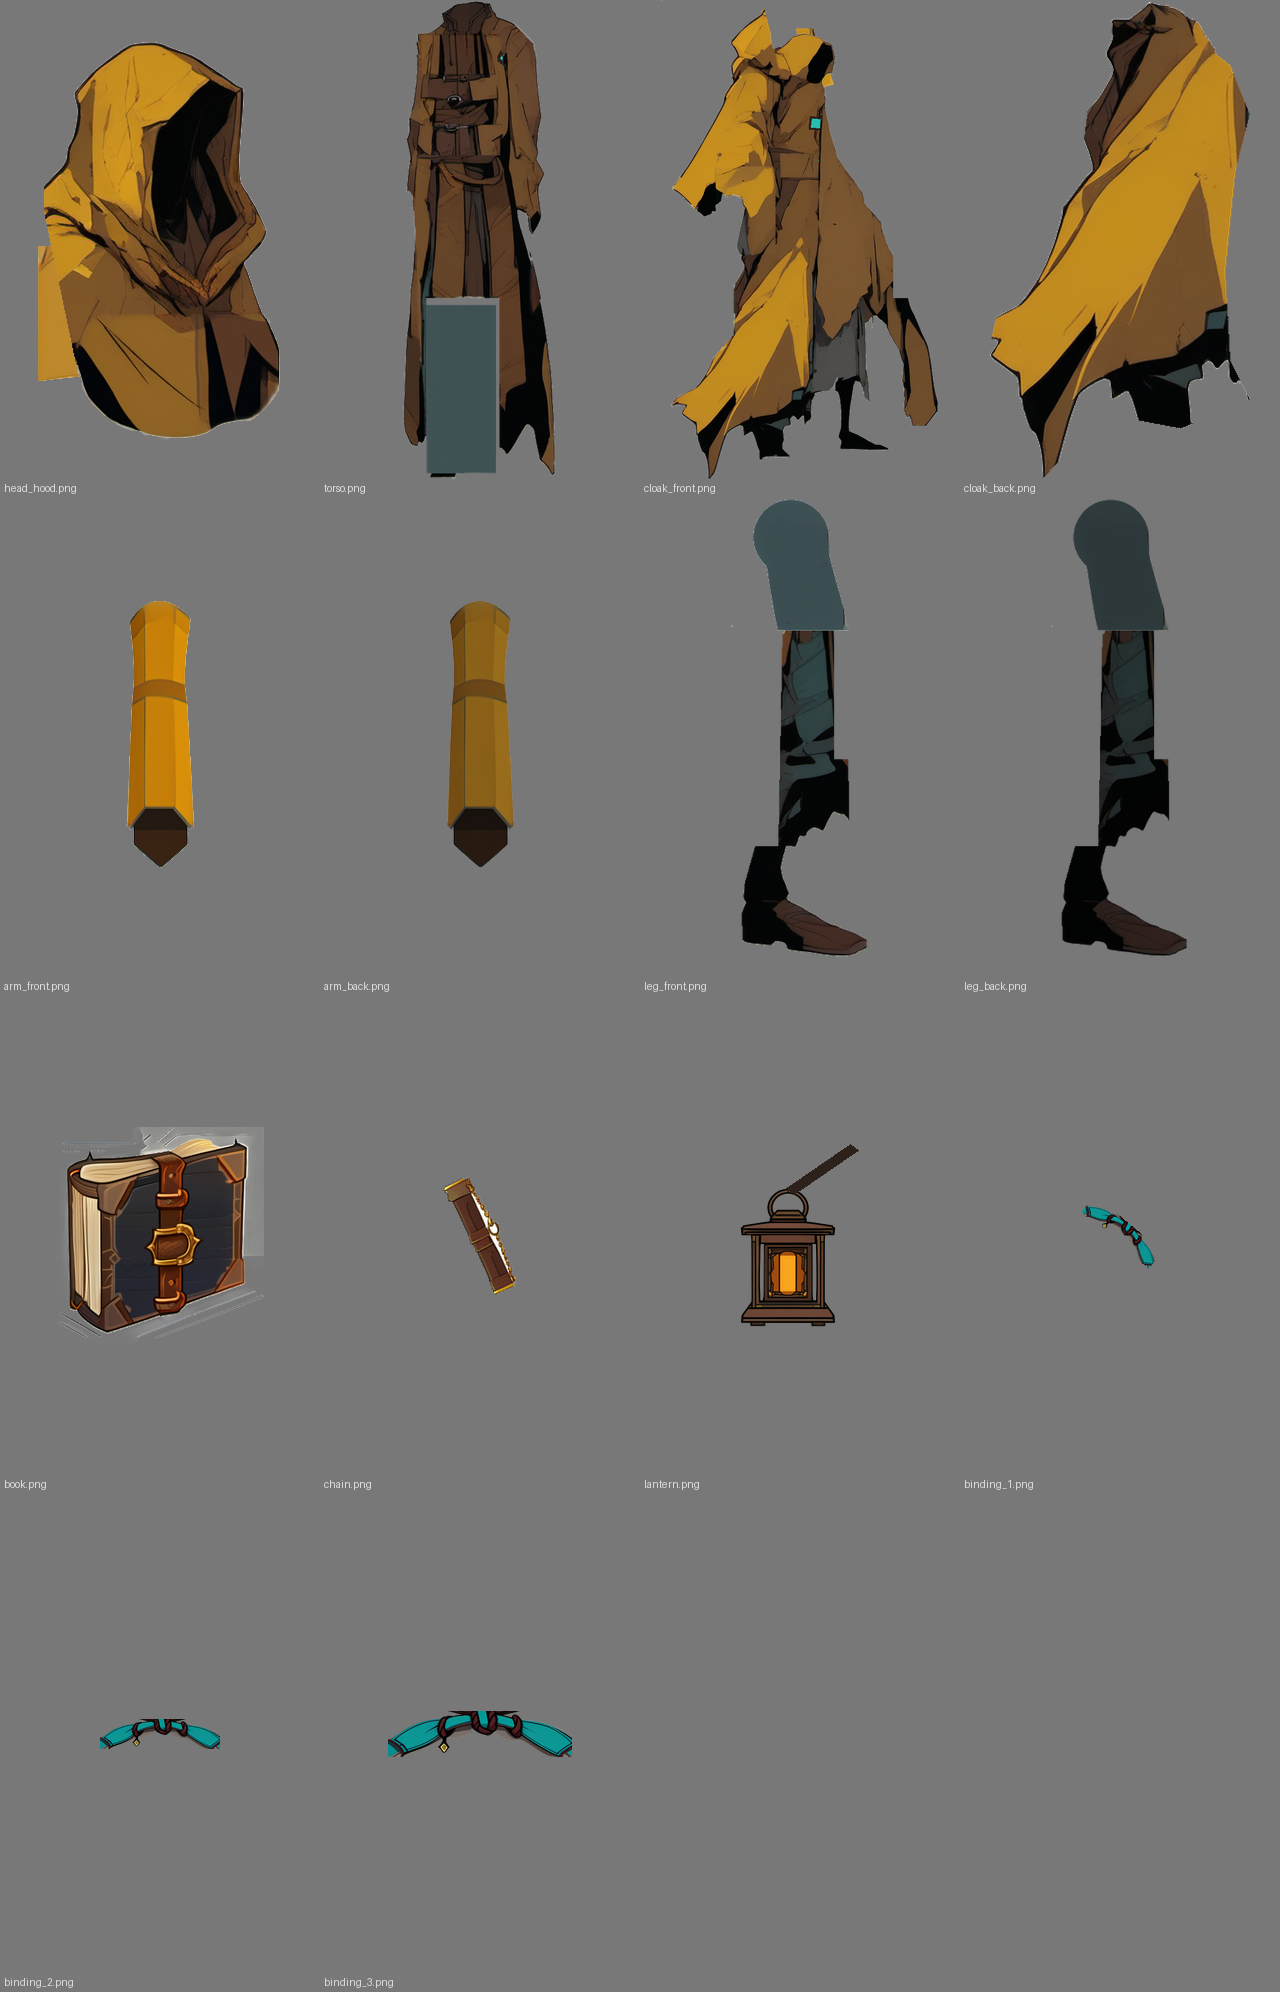 head_hood.png
torso.png
cloak_front.png
cloak_back.png
arm_front.png
arm_back.png
leg_front.png
leg_back.png
book.png
chain.png
lantern.png
binding_1.png
binding_2.png
binding_3.png